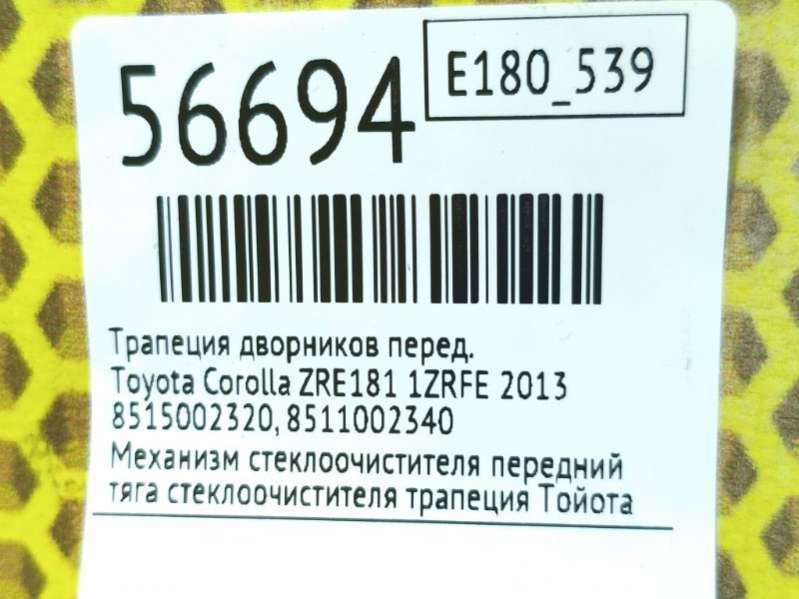 56694
E180_539
Трапеция дворников перед.
Toyota Corolla ZRE181 1ZRFE 2013
8515002320, 8511002340
Механизм стеклоочистителя передний
тяга стеклоочистителя трапеция Тойота